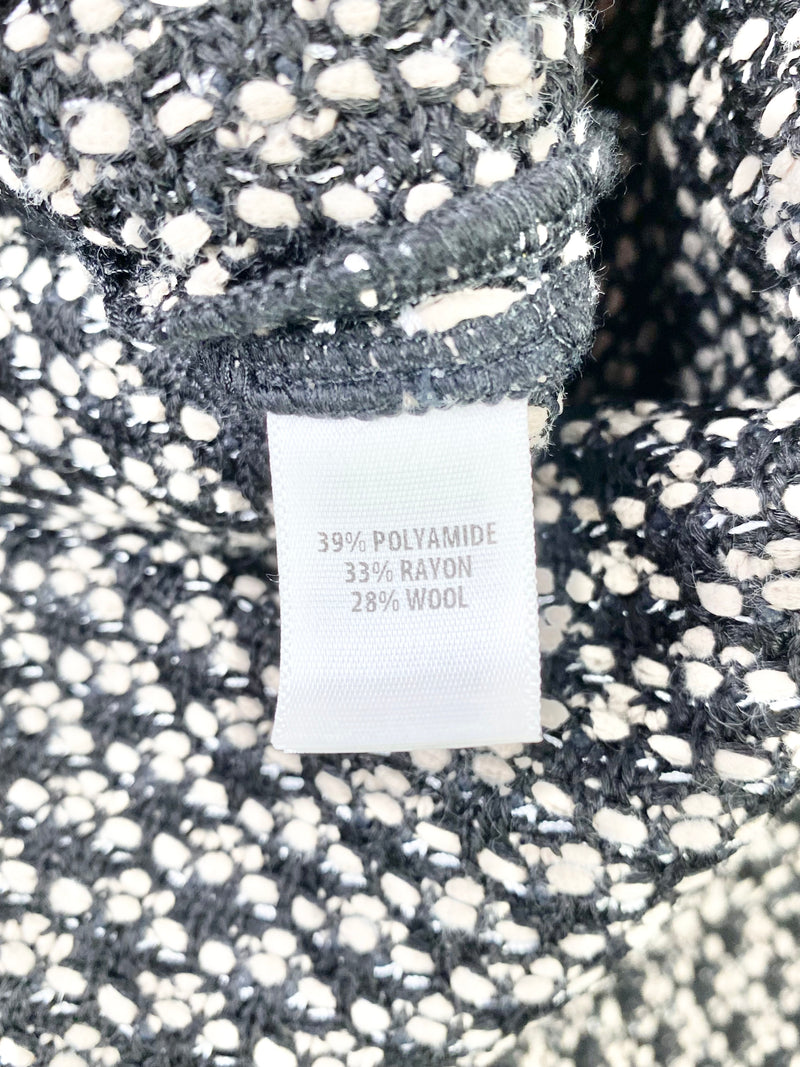 39% POLYAMIDE
33% RAYON
28% WOOL